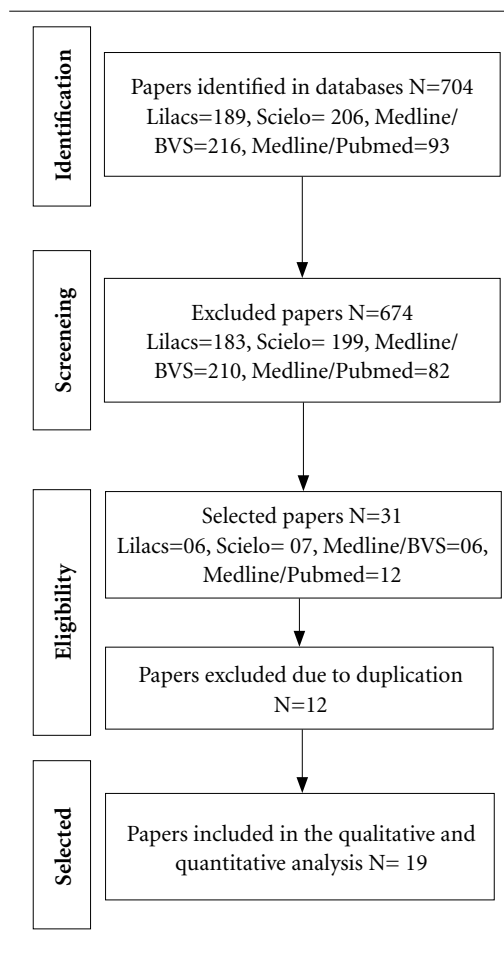 Identification
Papers identified in databases N=704
Lilacs=189, Scielo= 206, Medline/
BVS=216, Medline/Pubmed=93
Screeneing
Excluded papers N=674
Lilacs=183, Scielo= 199, Medline/
BVS=210, Medline/Pubmed=82
Eligibility
Selected papers N=31
Lilacs=06, Scielo= 07, Medline/BVS=06,
Medline/Pubmed=12
Papers excluded due to duplication
N=12
Selected
Papers included in the qualitative and
quantitative analysis N= 19